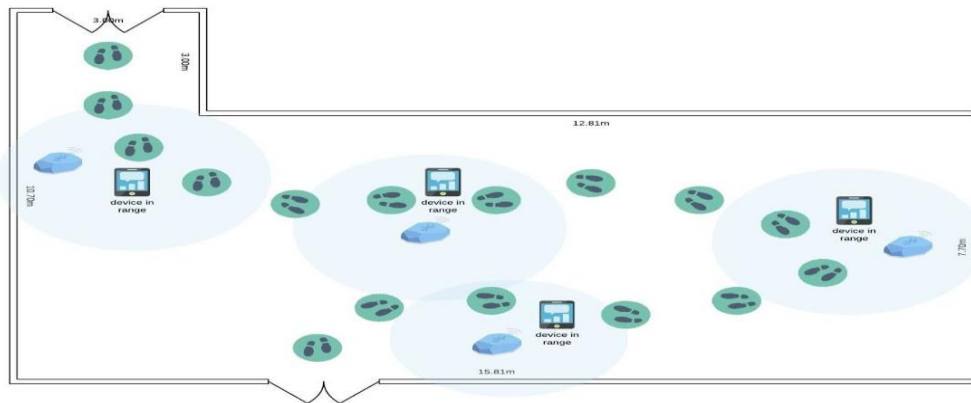 3.00m
3.00m
12.81m
10.70m
device in
range
device in
range
device in
range
7.70m
device in
range
15.81m